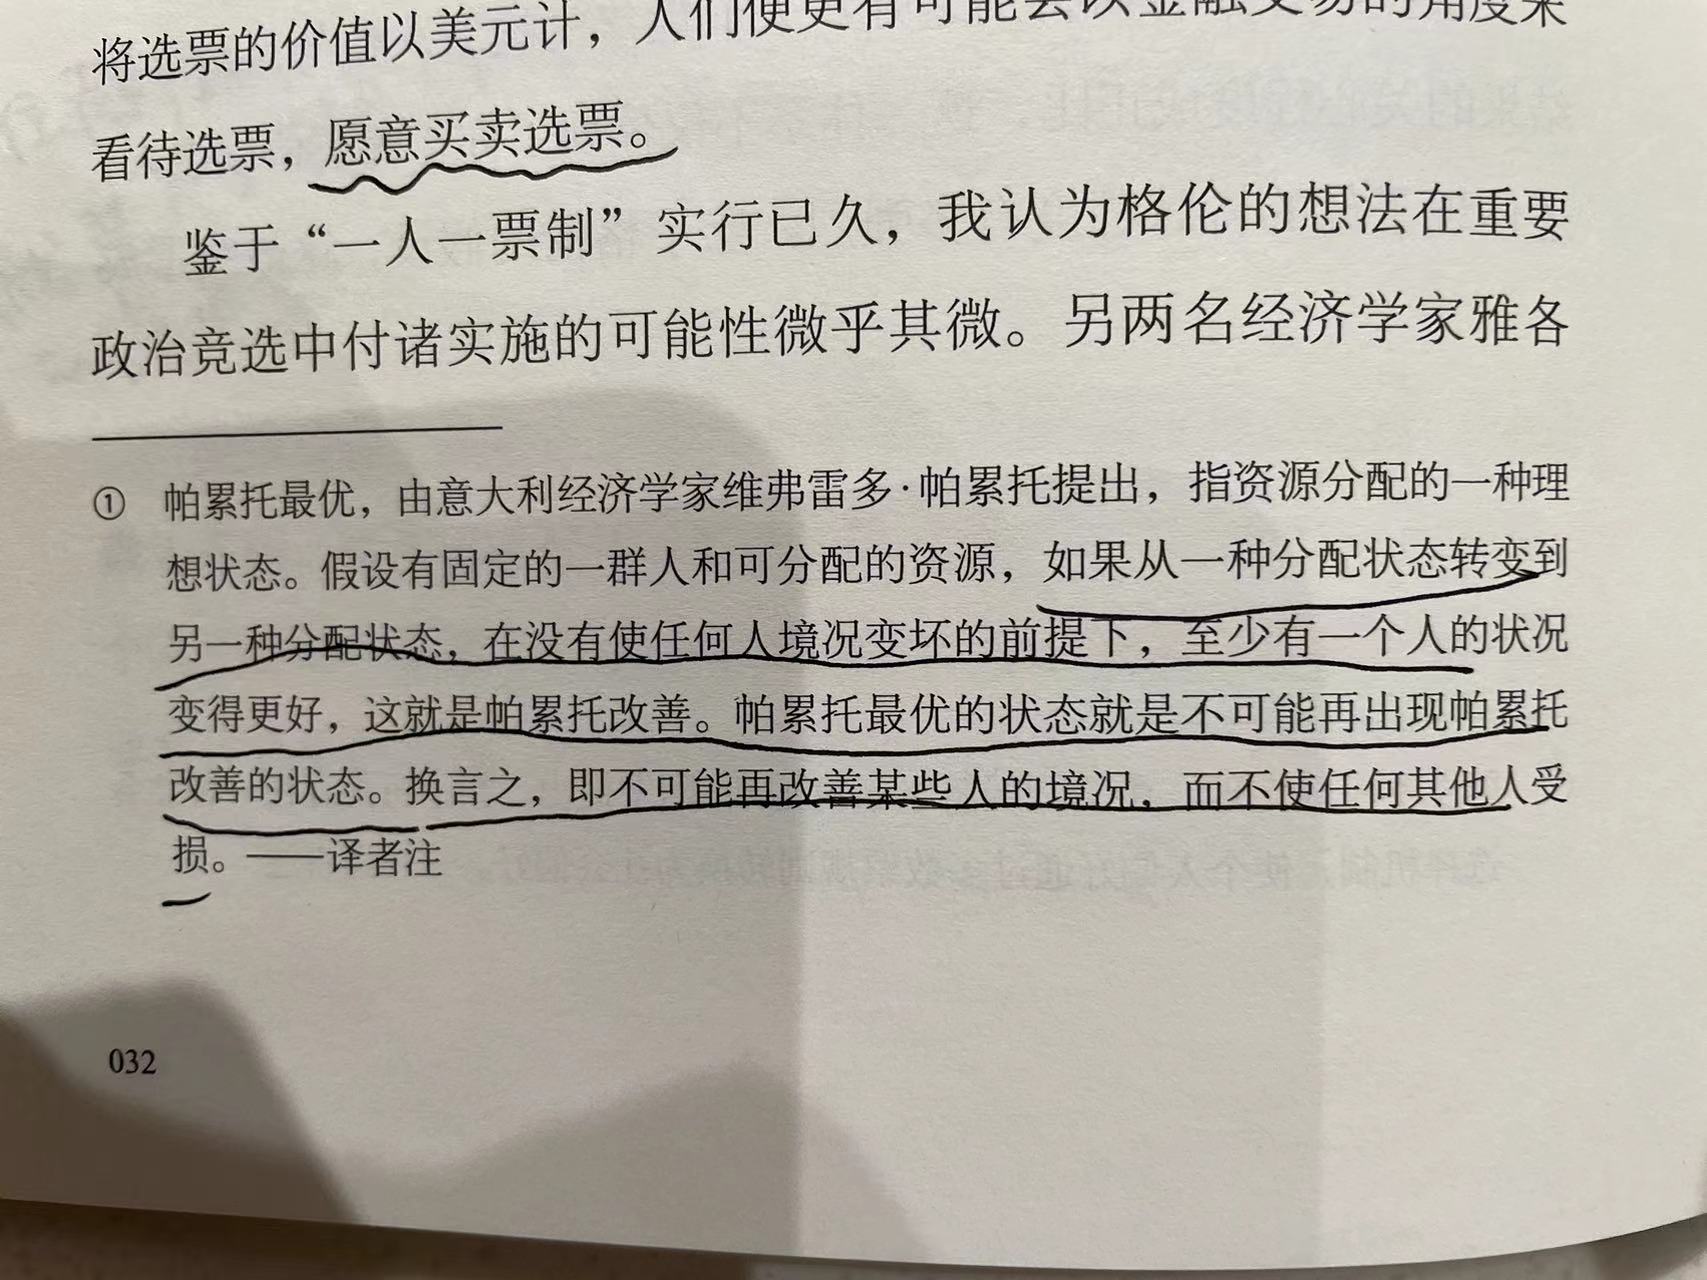 将选票的价值以美元计，人们便更有可能会以金融交易的角度来
看待选票，愿意买卖选票。
鉴于“一人一票制”实行已久，我认为格伦的想法在重要
政治竞选中付诸实施的可能性微乎其微。另两名经济学家雅各
① 帕累托最优，由意大利经济学家维弗雷多·帕累托提出，指资源分配的一种理
想状态。假设有固定的一群人和可分配的资源，如果从一种分配状态转变到
另一种分配状态，在没有使任何人境况变坏的前提下，至少有一个人的状况
变得更好，这就是帕累托改善。帕累托最优的状态就是不可能再出现帕累托
改善的状态。换言之，即不可能再改善某些人的境况，而不使任何其他人受
损。——译者注
032